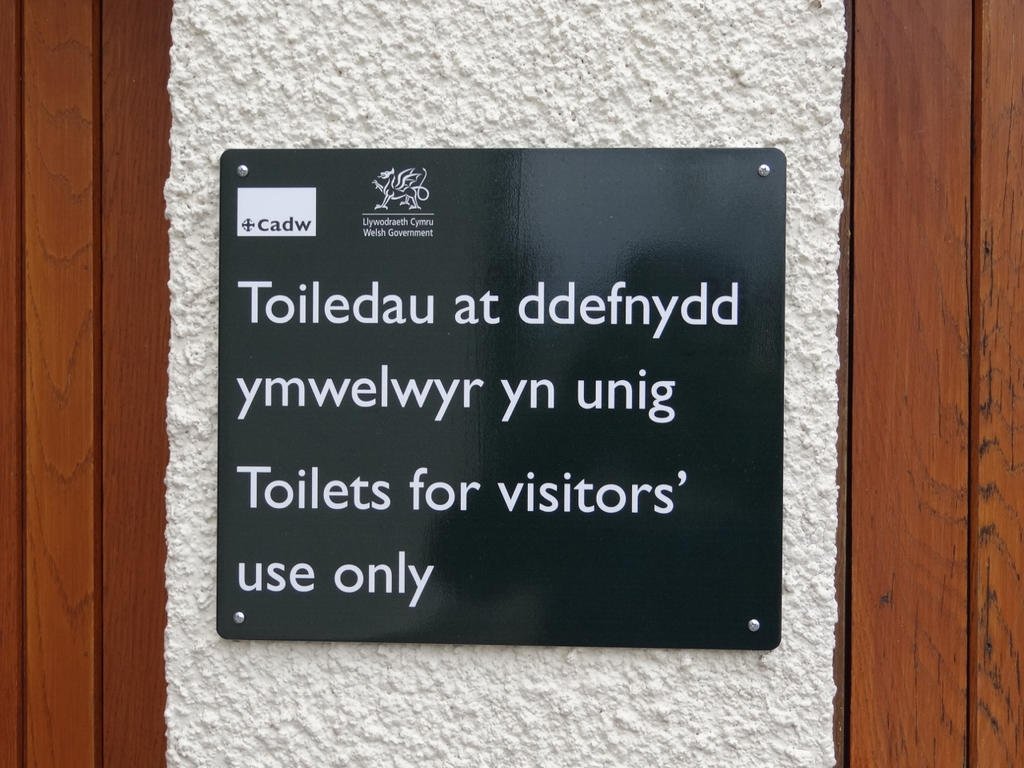 Cadw
Llywodraeth Cymru
Welsh Government
Toiledau at ddefnydd
ymwelwyr yn unig
Toilets for visitors’
use only